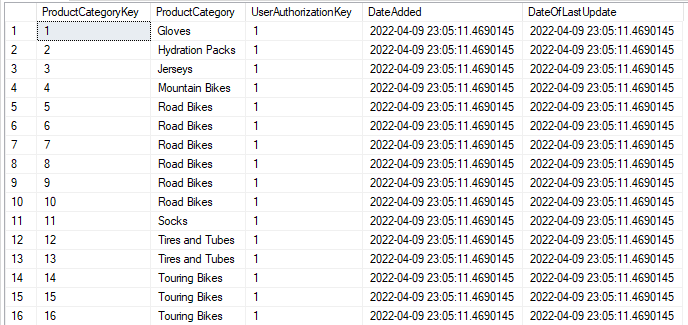 ProductCategoryKey ProductCategory UserAuthorizationKey DateAdded DateOfLastUpdate
1 1 Gloves 1 2022-04-09 23:05:11.4690145 2022-04-09 23:05:11.4690145
2 2 Hydration Packs 1 2022-04-09 23:05:11.4690145 2022-04-09 23:05:11.4690145
3 3 Jerseys 1 2022-04-09 23:05:11.4690145 2022-04-09 23:05:11.4690145
4 4 Mountain Bikes 1 2022-04-09 23:05:11.4690145 2022-04-09 23:05:11.4690145
5 5 Road Bikes 1 2022-04-09 23:05:11.4690145 2022-04-09 23:05:11.4690145
6 6 Road Bikes 1 2022-04-09 23:05:11.4690145 2022-04-09 23:05:11.4690145
7 7 Road Bikes 1 2022-04-09 23:05:11.4690145 2022-04-09 23:05:11.4690145
8 8 Road Bikes 1 2022-04-09 23:05:11.4690145 2022-04-09 23:05:11.4690145
9 9 Road Bikes 1 2022-04-09 23:05:11.4690145 2022-04-09 23:05:11.4690145
10 10 Road Bikes 1 2022-04-09 23:05:11.4690145 2022-04-09 23:05:11.4690145
11 11 Socks 1 2022-04-09 23:05:11.4690145 2022-04-09 23:05:11.4690145
12 12 Tires and Tubes 1 2022-04-09 23:05:11.4690145 2022-04-09 23:05:11.4690145
13 13 Tires and Tubes 1 2022-04-09 23:05:11.4690145 2022-04-09 23:05:11.4690145
14 14 Touring Bikes 1 2022-04-09 23:05:11.4690145 2022-04-09 23:05:11.4690145
15 15 Touring Bikes 1 2022-04-09 23:05:11.4690145 2022-04-09 23:05:11.4690145
16 16 Touring Bikes 1 2022-04-09 23:05:11.4690145 2022-04-09 23:05:11.4690145